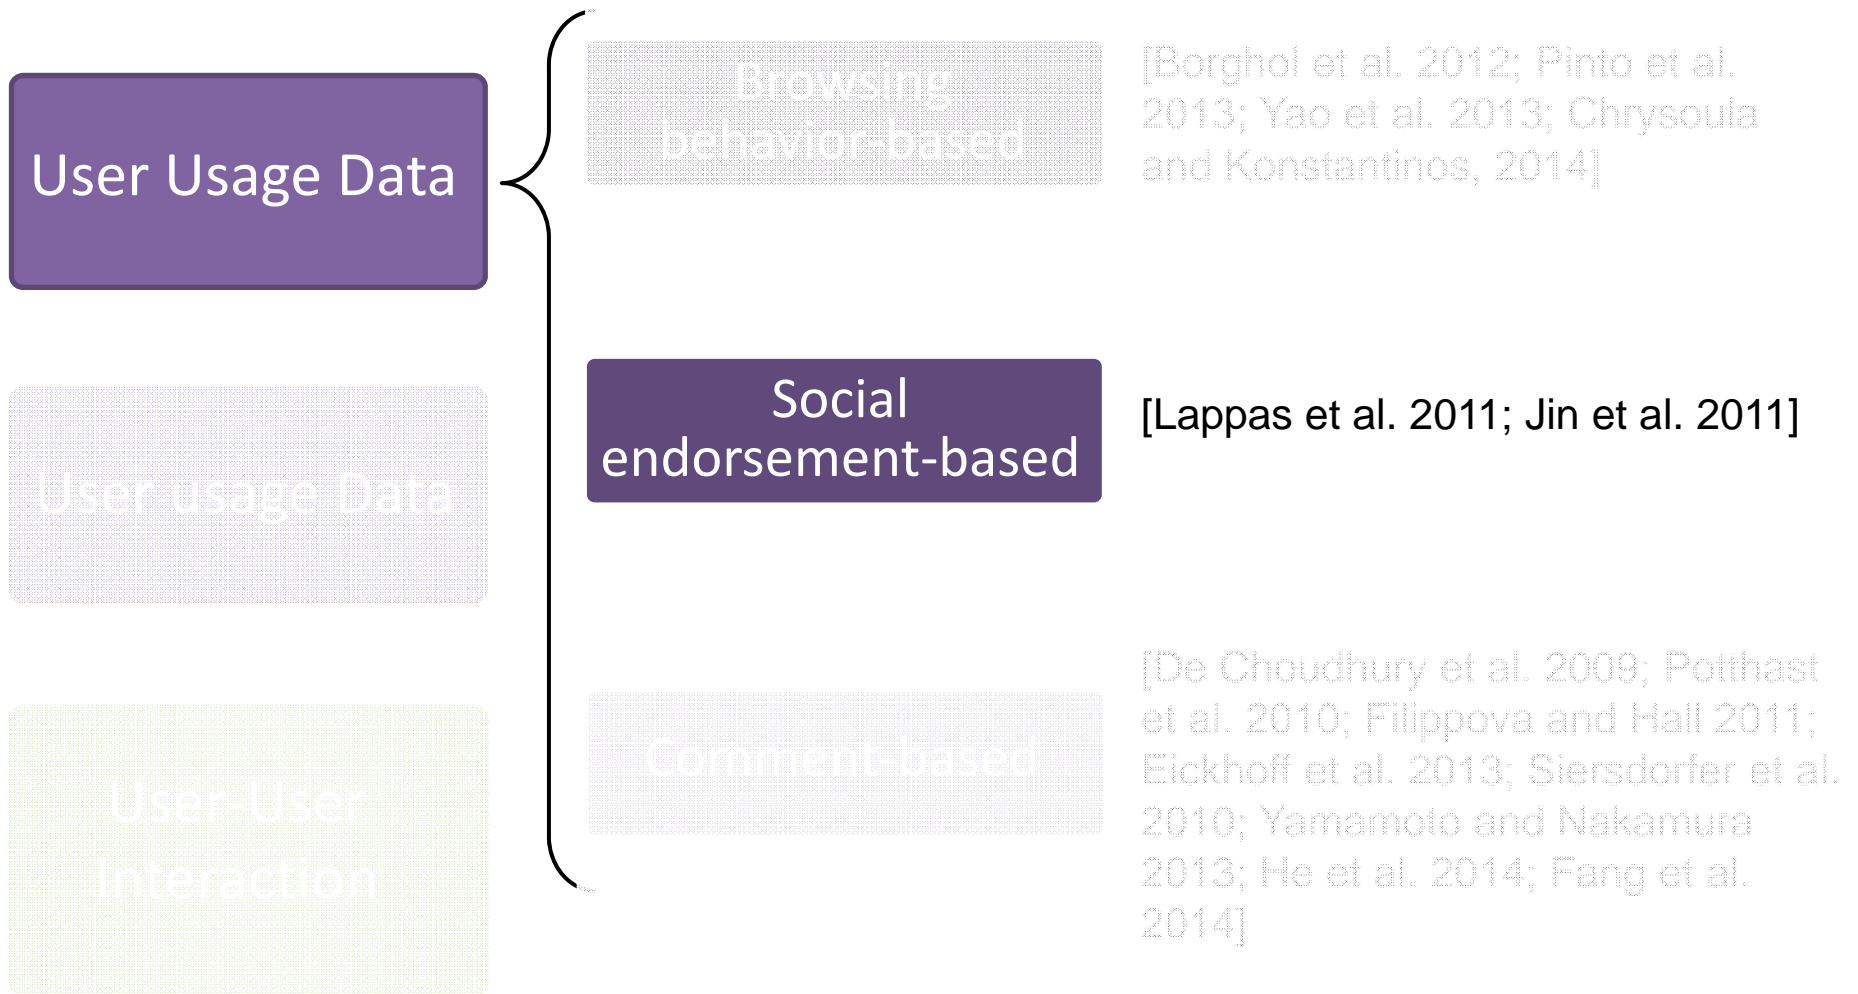 User Usage Data
Browsing
behavior-based
[Borghol et al. 2012; Pinto et al.
2013; Yao et al. 2013; Chrysoula
and Konstantinos, 2014]
User usage Data
Social
endorsement-based
[Lappas et al. 2011; Jin et al. 2011]
User-User
Interaction
Comment-based
[De Choudhury et al. 2009; Potthast
et al. 2010; Filippova and Hall 2011;
Eickhoff et al. 2013; Siersdorfer et al.
2010; Yamamoto and Nakamura
2013; He et al. 2014; Fang et al.
2014]